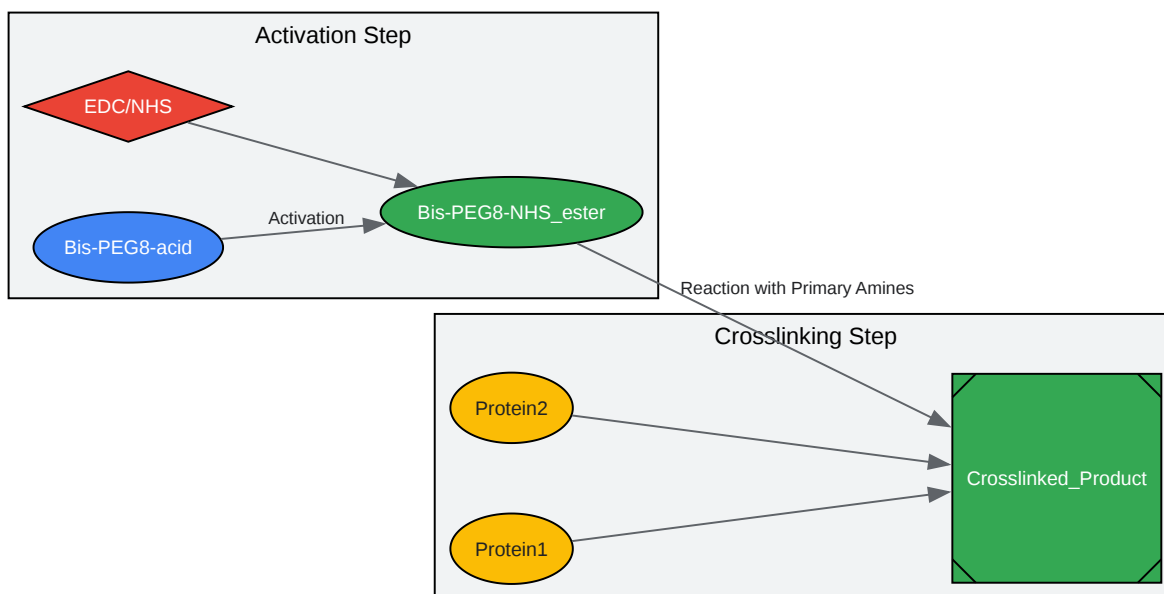 Activation Step
EDC/NHS
Bis-PEG8-acid
Activation
Bis-PEG8-NHS_ester
Reaction with Primary Amines
Crosslinking Step
Protein2
Protein1
Crosslinked_Product